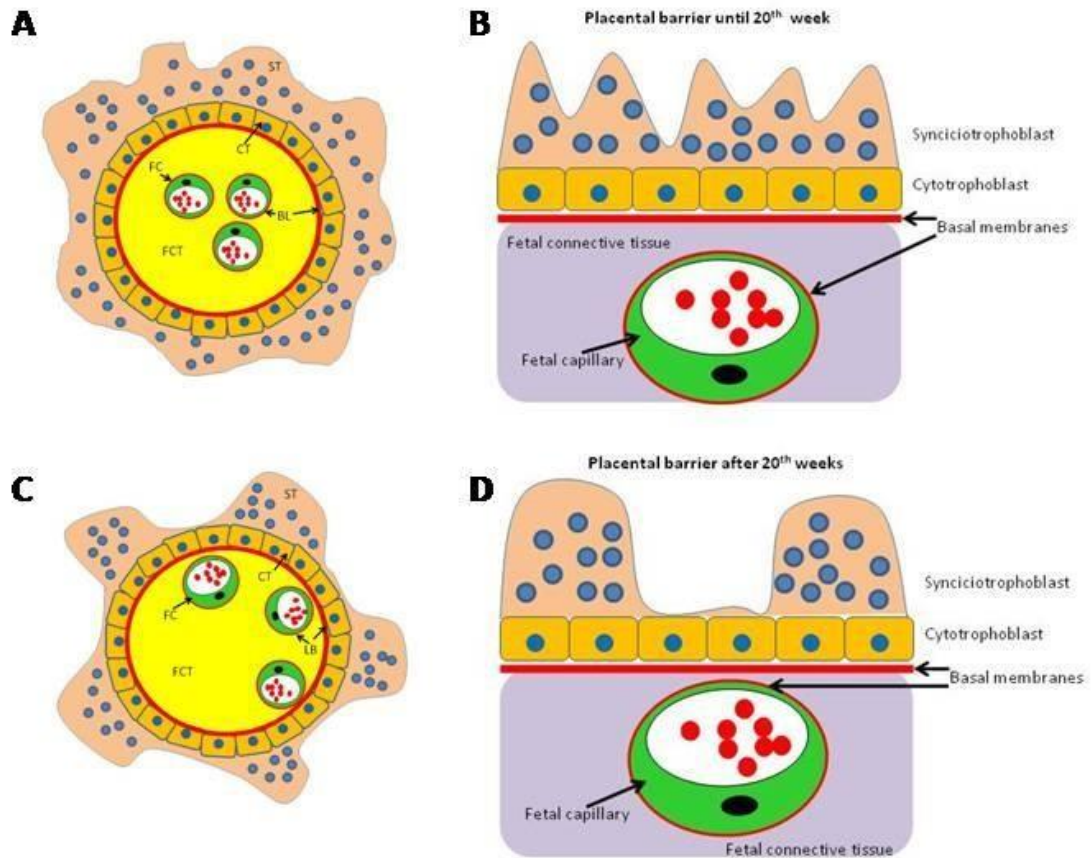 A
ST
CT
FC
BL
FCT
B
Placental barrier until 20th week
Synciciotrophoblast
Cytotrophoblast
Basal membranes
Fetal connective tissue
Fetal capillary
C
ST
CT
FC
LB
FCT
D
Placental barrier after 20th weeks
Synciciotrophoblast
Cytotrophoblast
Basal membranes
Fetal capillary
Fetal connective tissue